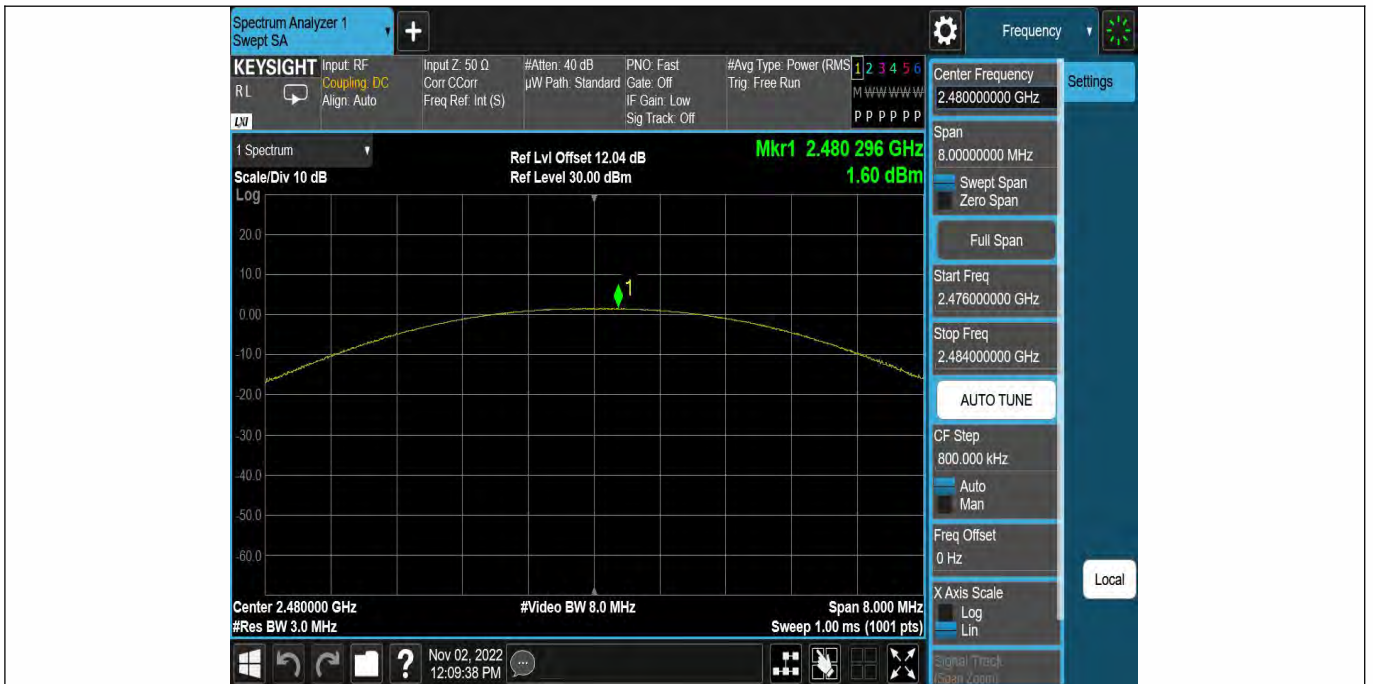 Spectrum Analyzer 1
Swept SA
+
Frequency
KEYSIGHT
RL
LXI
Input: RF
Coupling: DC
Align: Auto
Input Z: 50 Ω
Corr CCorr
Freq Ref: Int (S)
#Atten: 40 dB
µW Path: Standard
PNO: Fast
Gate: Off
IF Gain: Low
Sig Track: Off
#Avg Type: Power (RMS
Trig: Free Run
1 2 3 4 5 6
M W W W W W
P P P P P P
Center Frequency
2.480000000 GHz
Settings
1 Spectrum
Scale/Div 10 dB
Log
Ref Lvl Offset 12.04 dB
Ref Level 30.00 dBm
Mkr1 2.480 296 GHz
1.60 dBm
Span
8.00000000 MHz
Swept Span
Zero Span
Full Span
Start Freq
2.476000000 GHz
Stop Freq
2.484000000 GHz
AUTO TUNE
CF Step
800.000 kHz
Auto
Man
Freq Offset
0 Hz
X Axis Scale
Log
Lin
Signal Track
(Span Zoom)
Local
20.0
10.0
1
0.00
-10.0
-20.0
-30.0
-40.0
-50.0
-60.0
Center 2.480000 GHz
#Res BW 3.0 MHz
#Video BW 8.0 MHz
Span 8.000 MHz
Sweep 1.00 ms (1001 pts)
?
Nov 02, 2022
12:09:38 PM